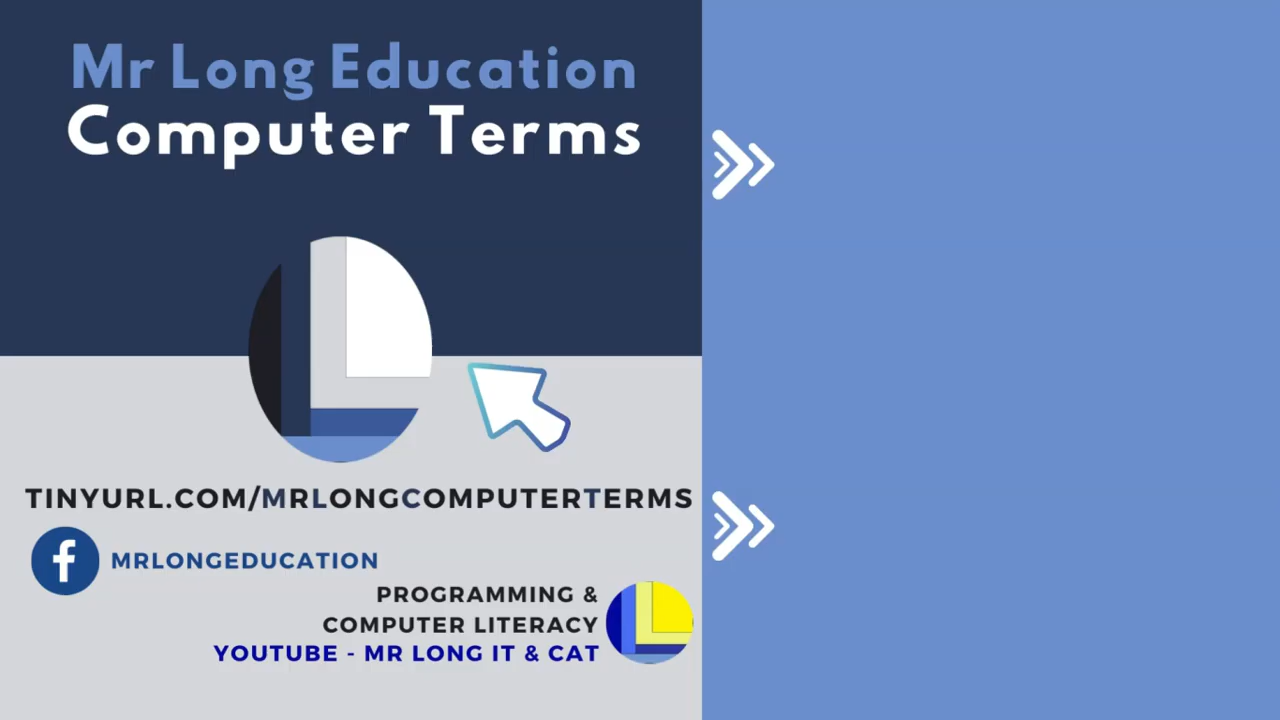 Mr Long Education
Computer Terms
TINYURL.COM/MRLONGCOMPUTERTERMS
MRLONGEDUCATION
PROGRAMMING &
COMPUTER LITERACY
YOUTUBE - MR LONG IT & CAT